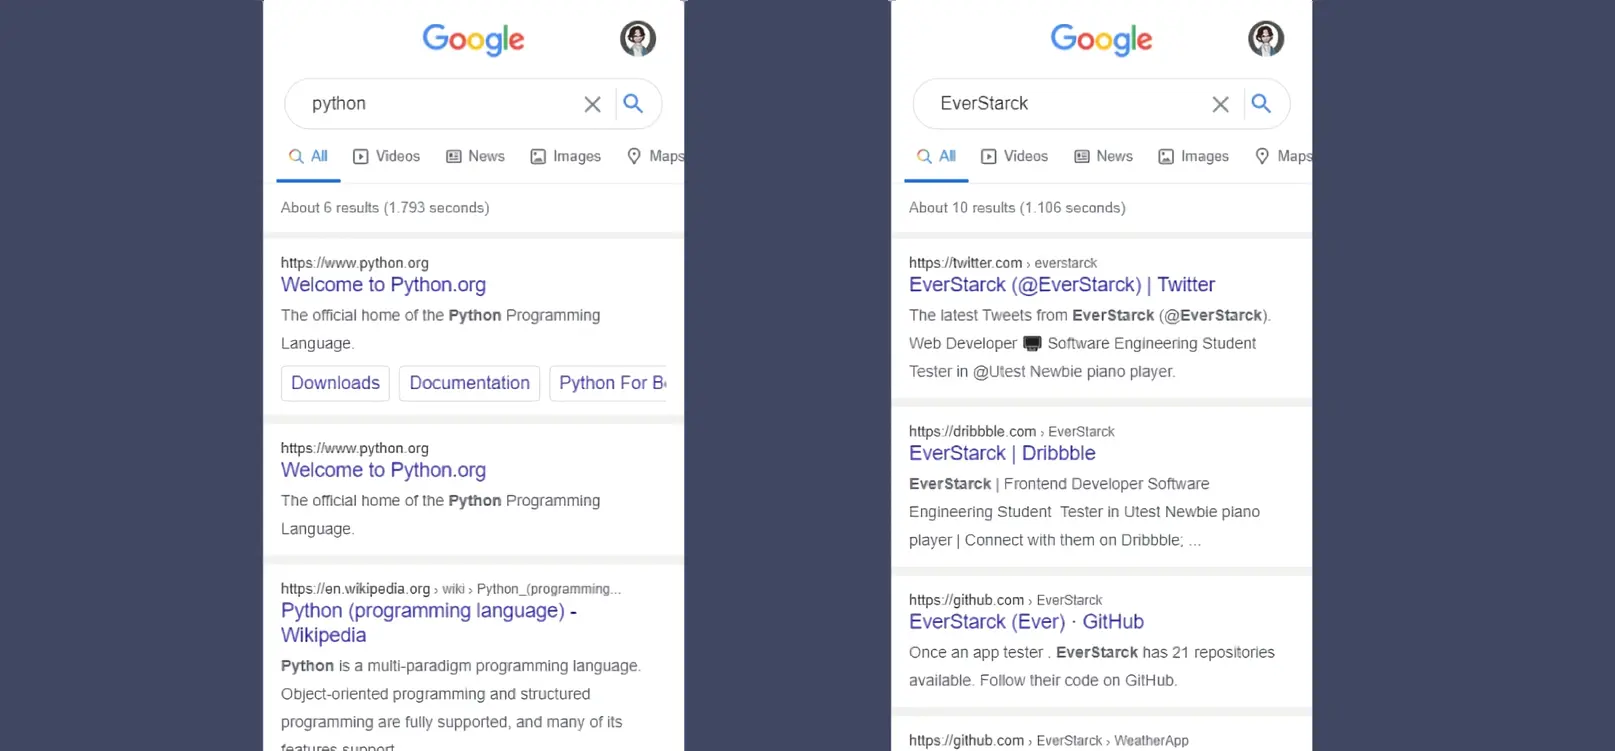 Google
python
All Videos News Images Maps
About 6 results (1.793 seconds)
https://www.python.org
Welcome to Python.org
The official home of the Python Programming
Language.
Downloads Documentation Python For Be
https://www.python.org
Welcome to Python.org
The official home of the Python Programming
Language.
https://en.wikipedia.org › wiki › Python_(programming...
Python (programming language) -
Wikipedia
Python is a multi-paradigm programming language.
Object-oriented programming and structured
programming are fully supported, and many of its
features support
Google
EverStarck
All Videos News Images Maps
About 10 results (1.106 seconds)
https://twitter.com › everstarck
EverStarck (@EverStarck) | Twitter
The latest Tweets from EverStarck (@EverStarck).
Web Developer 🖥 Software Engineering Student
Tester in @Utest Newbie piano player.
https://dribbble.com › EverStarck
EverStarck | Dribbble
EverStarck | Frontend Developer Software
Engineering Student Tester in Utest Newbie piano
player | Connect with them on Dribbble; ...
https://github.com › EverStarck
EverStarck (Ever) · GitHub
Once an app tester . EverStarck has 21 repositories
available. Follow their code on GitHub.
https://github.com › EverStarck › WeatherApp